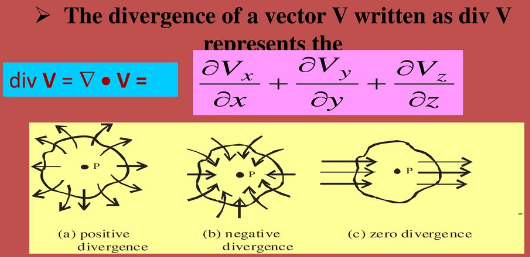 ➤ The divergence of a vector V written as div V
represents the
div V = ∇ • V = ∂Vx/∂x + ∂Vy/∂y + ∂Vz/∂z
P
P
P
(a) positive divergence
(b) negative divergence
(c) zero divergence